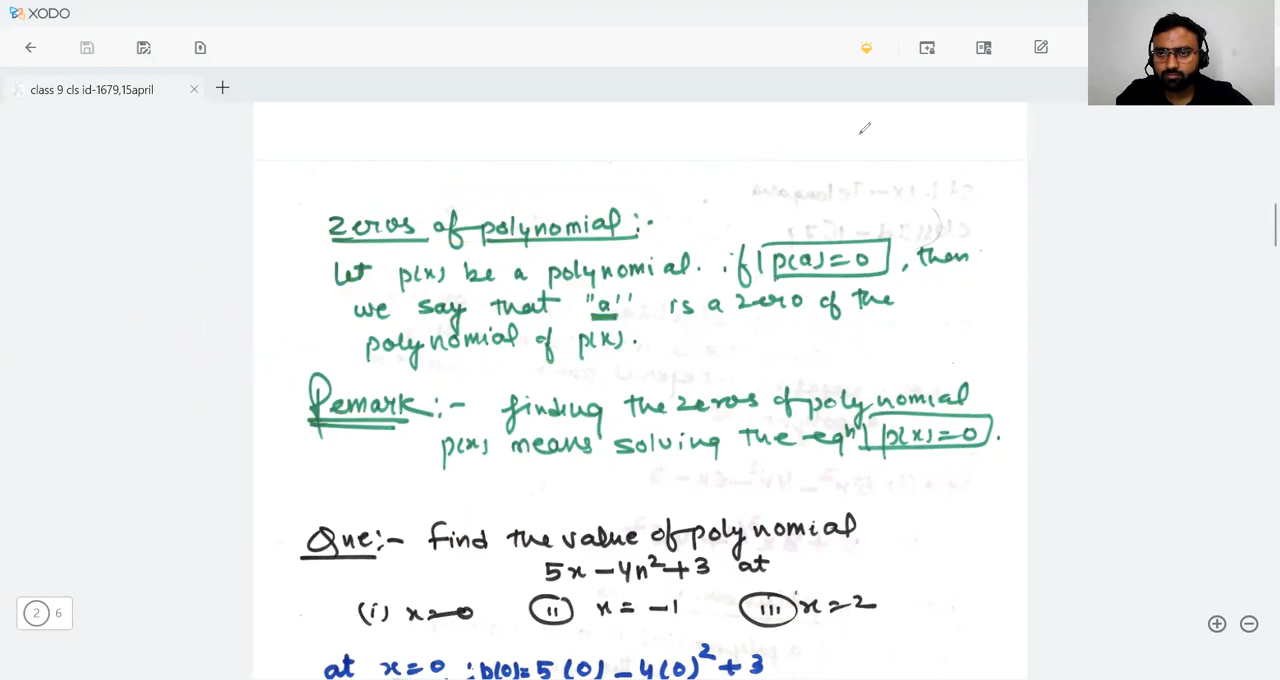 XODO
class 9 cls id-1679,15april
Zeros of polynomial :-
Let p(x) be a polynomial. if p(a)=0, then
we say that "a" is a zero of the
polynomial of p(x).
Remark :- finding the zeros of polynomial
p(x) means solving the eqn p(x)=0.
Que :- Find the value of polynomial
5x-4x²+3 at
(i) x=0 (ii) x=-1 (iii) x=2
at x=0, p(0)=5(0)-4(0)²+3
2 6